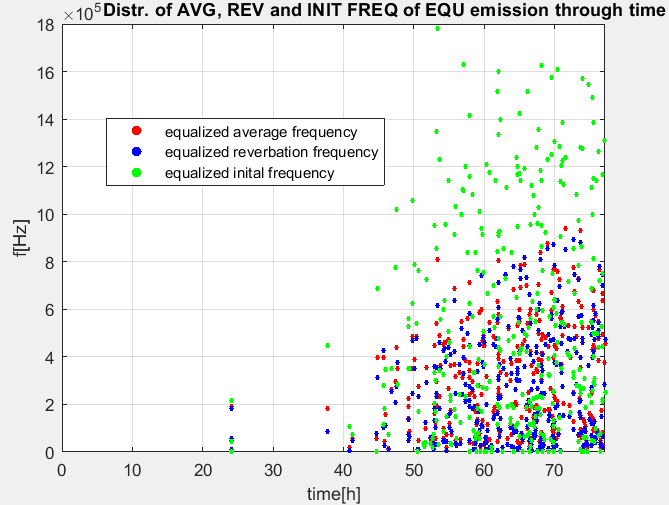 ×10⁵ Distr. of AVG, REV and INIT FREQ of EQU emission through time
18
16
14
12
10
8
6
4
2
0
f[Hz]
equalized average frequency
equalized reverbation frequency
equalized inital frequency
0 10 20 30 40 50 60 70
time[h]